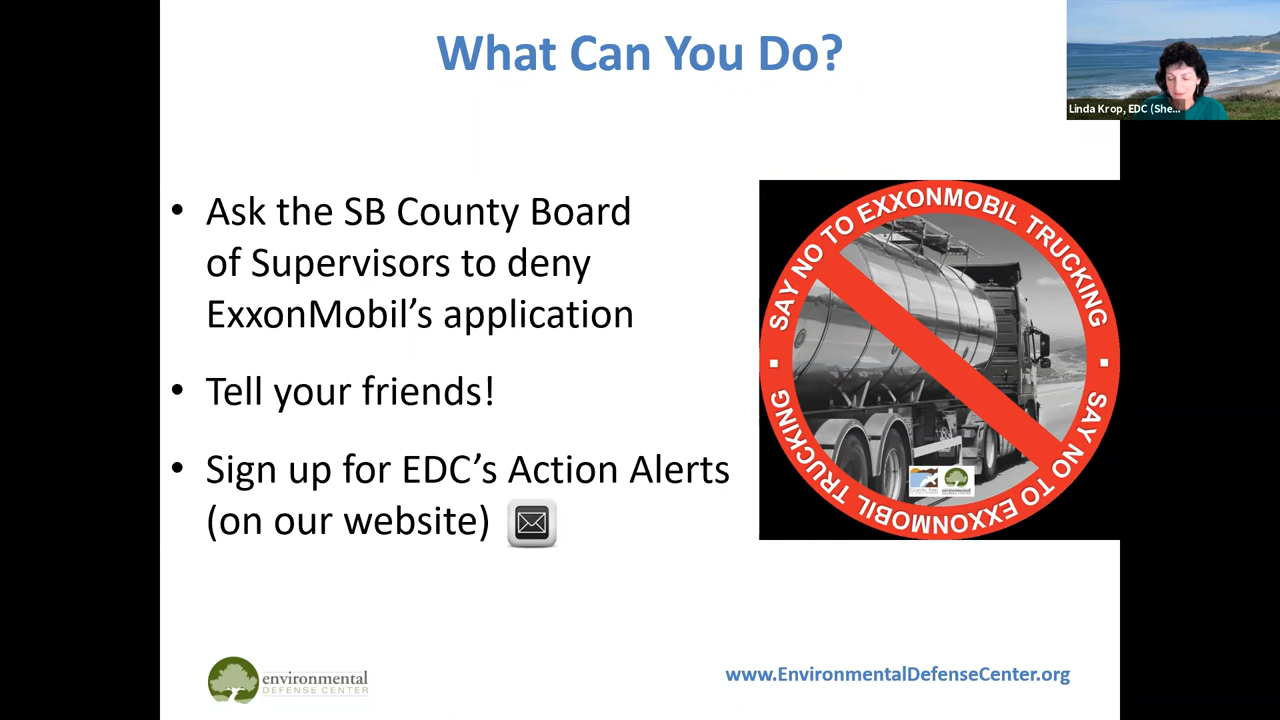 What Can You Do?
Linda Krop, EDC (She...
• Ask the SB County Board
of Supervisors to deny
ExxonMobil's application
• Tell your friends!
• Sign up for EDC's Action Alerts
(on our website)
SAY NO TO EXXONMOBIL TRUCKING
SAY NO TO EXXONMOBIL TRUCKING
environmental
DEFENSE CENTER
www.EnvironmentalDefenseCenter.org